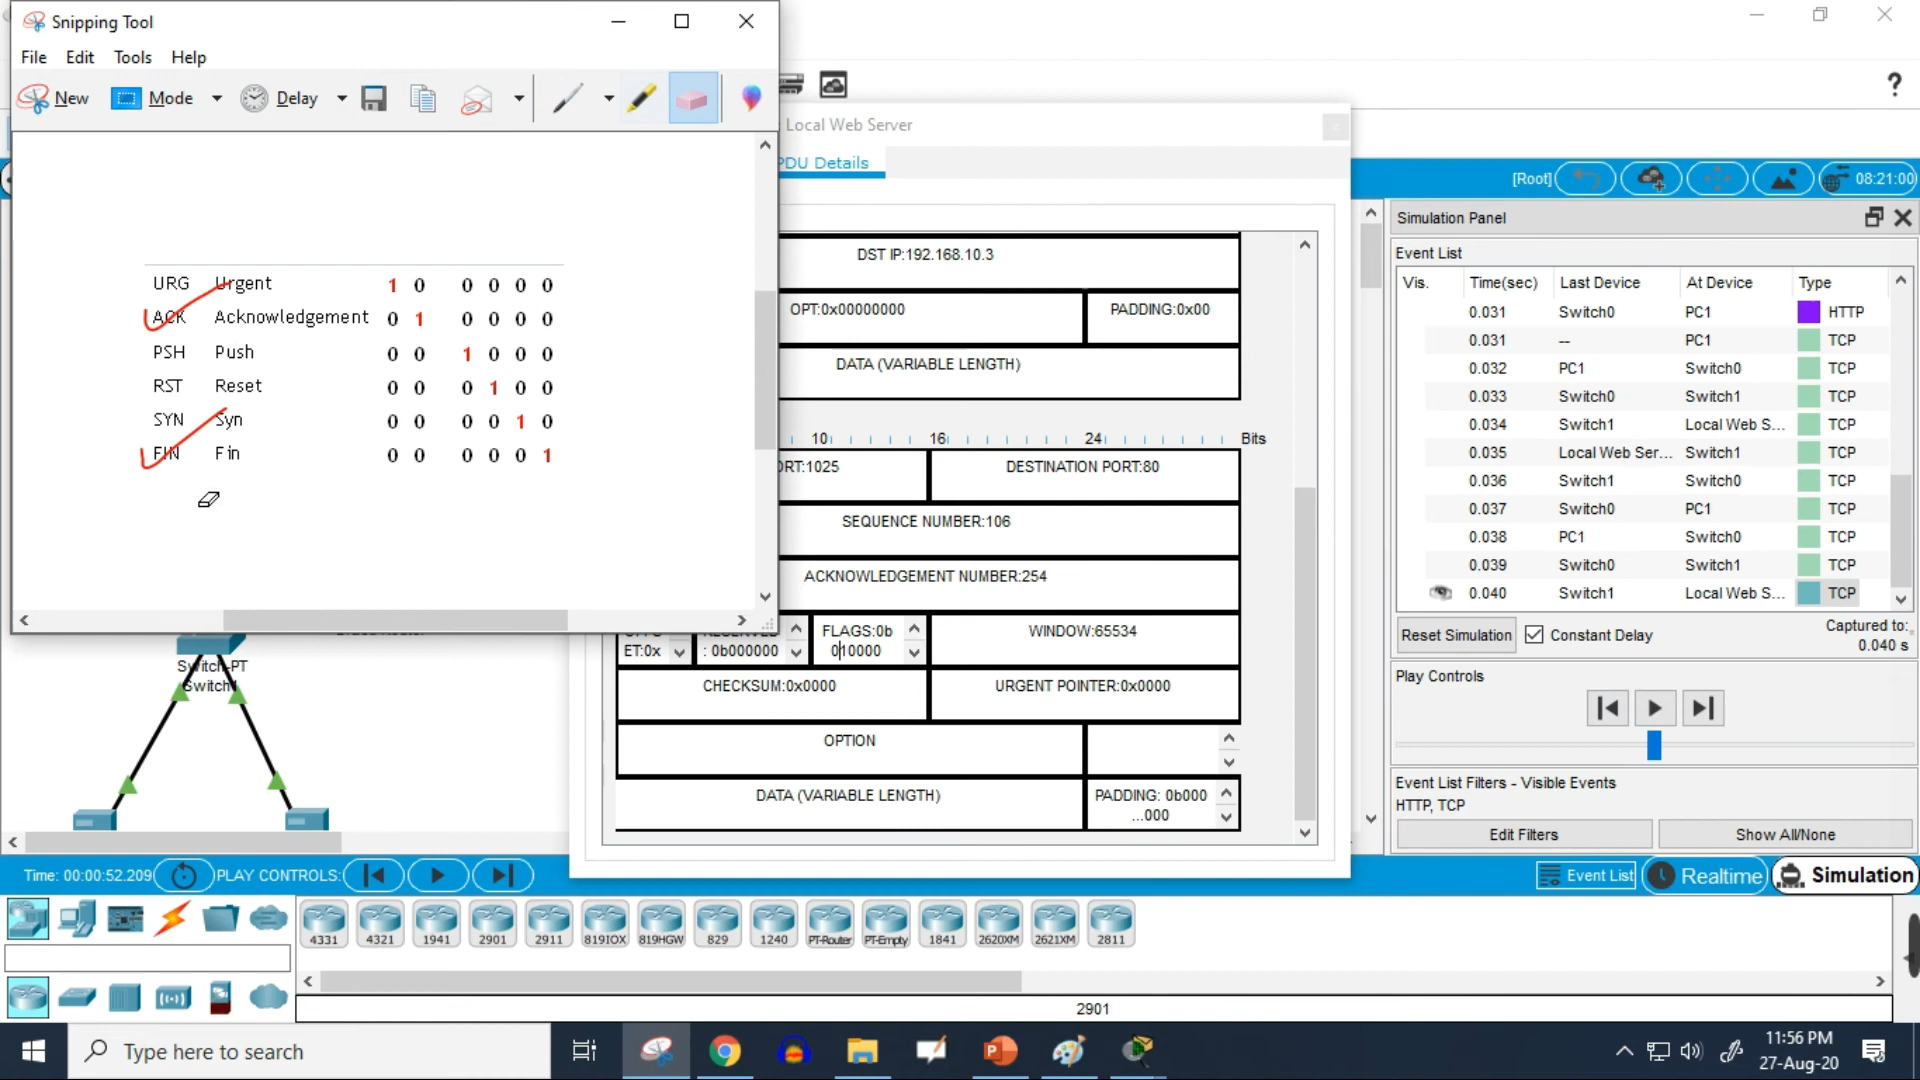 Snipping Tool
File Edit Tools Help
New Mode Delay
URG Urgent 1 0 0 0 0 0
ACK Acknowledgement 0 1 0 0 0 0
PSH Push 0 0 1 0 0 0
RST Reset 0 0 0 1 0 0
SYN Syn 0 0 0 0 1 0
FIN Fin 0 0 0 0 0 1
Local Web Server
PDU Details
DST IP:192.168.10.3
OPT:0x00000000 PADDING:0x00
DATA (VARIABLE LENGTH)
10 16 24 Bits
RT:1025 DESTINATION PORT:80
SEQUENCE NUMBER:106
ACKNOWLEDGEMENT NUMBER:254
FLAGS:0b WINDOW:65534
ET:0x : 0b000000 010000
CHECKSUM:0x0000 URGENT POINTER:0x0000
OPTION
DATA (VARIABLE LENGTH) PADDING: 0b000
...000
Switch-PT
Switch1
[Root] 08:21:00
Simulation Panel
Event List
Vis. Time(sec) Last Device At Device Type
0.031 Switch0 PC1 HTTP
0.031 -- PC1 TCP
0.032 PC1 Switch0 TCP
0.033 Switch0 Switch1 TCP
0.034 Switch1 Local Web S... TCP
0.035 Local Web Ser... Switch1 TCP
0.036 Switch1 Switch0 TCP
0.037 Switch0 PC1 TCP
0.038 PC1 Switch0 TCP
0.039 Switch0 Switch1 TCP
0.040 Switch1 Local Web S... TCP
Reset Simulation Constant Delay Captured to:
0.040 s
Play Controls
Event List Filters - Visible Events
HTTP, TCP
Edit Filters Show All/None
Time: 00:00:52.209 PLAY CONTROLS: Event List Realtime Simulation
4331 4321 1941 2901 2911 819IOX 819HGW 829 1240 PT-Router PT-Empty 1841 2620XM 2621XM 2811
2901
Type here to search
11:56 PM
27-Aug-20